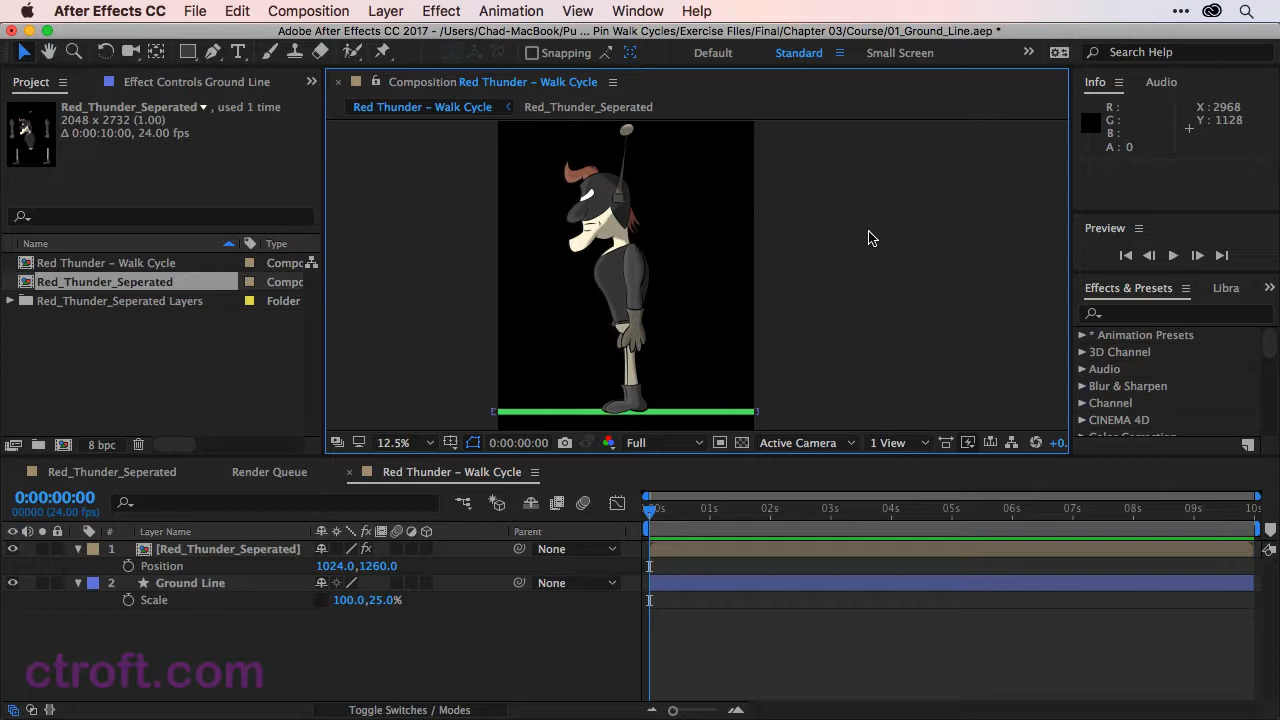 After Effects CC File Edit Composition Layer Effect Animation View Window Help
Adobe After Effects CC 2017 - /Users/Chad-MacBook/Pu ... Pin Walk Cycles/Exercise Files/Final/Chapter 03/Course/01_Ground_Line.aep *
Snapping Default Standard Small Screen Search Help
Project Effect Controls Ground Line Composition Red Thunder – Walk Cycle Info Audio
Red_Thunder_Seperated , used 1 time Red Thunder – Walk Cycle Red_Thunder_Seperated R: X: 2968
2048 x 2732 (1.00) G: Y: 1128
Δ 0:00:10:00, 24.00 fps B:
A: 0
Preview
Name Type
Red Thunder – Walk Cycle Compo
Red_Thunder_Seperated Compo
Red_Thunder_Seperated Layers Folder
Effects & Presets Libra
* Animation Presets
3D Channel
Audio
Blur & Sharpen
Channel
CINEMA 4D
Color Correction
8 bpc 12.5% 0:00:00:00 Full Active Camera 1 View +0.
Red_Thunder_Seperated Render Queue Red Thunder – Walk Cycle
0:00:00:00
00000 (24.00 fps) 00s 01s 02s 03s 04s 05s 06s 07s 08s 09s 10s
# Layer Name Parent
1 [Red_Thunder_Seperated] fx None
Position 1024.0,1260.0
2 Ground Line None
Scale 100.0,25.0%
ctroft.com
Toggle Switches / Modes